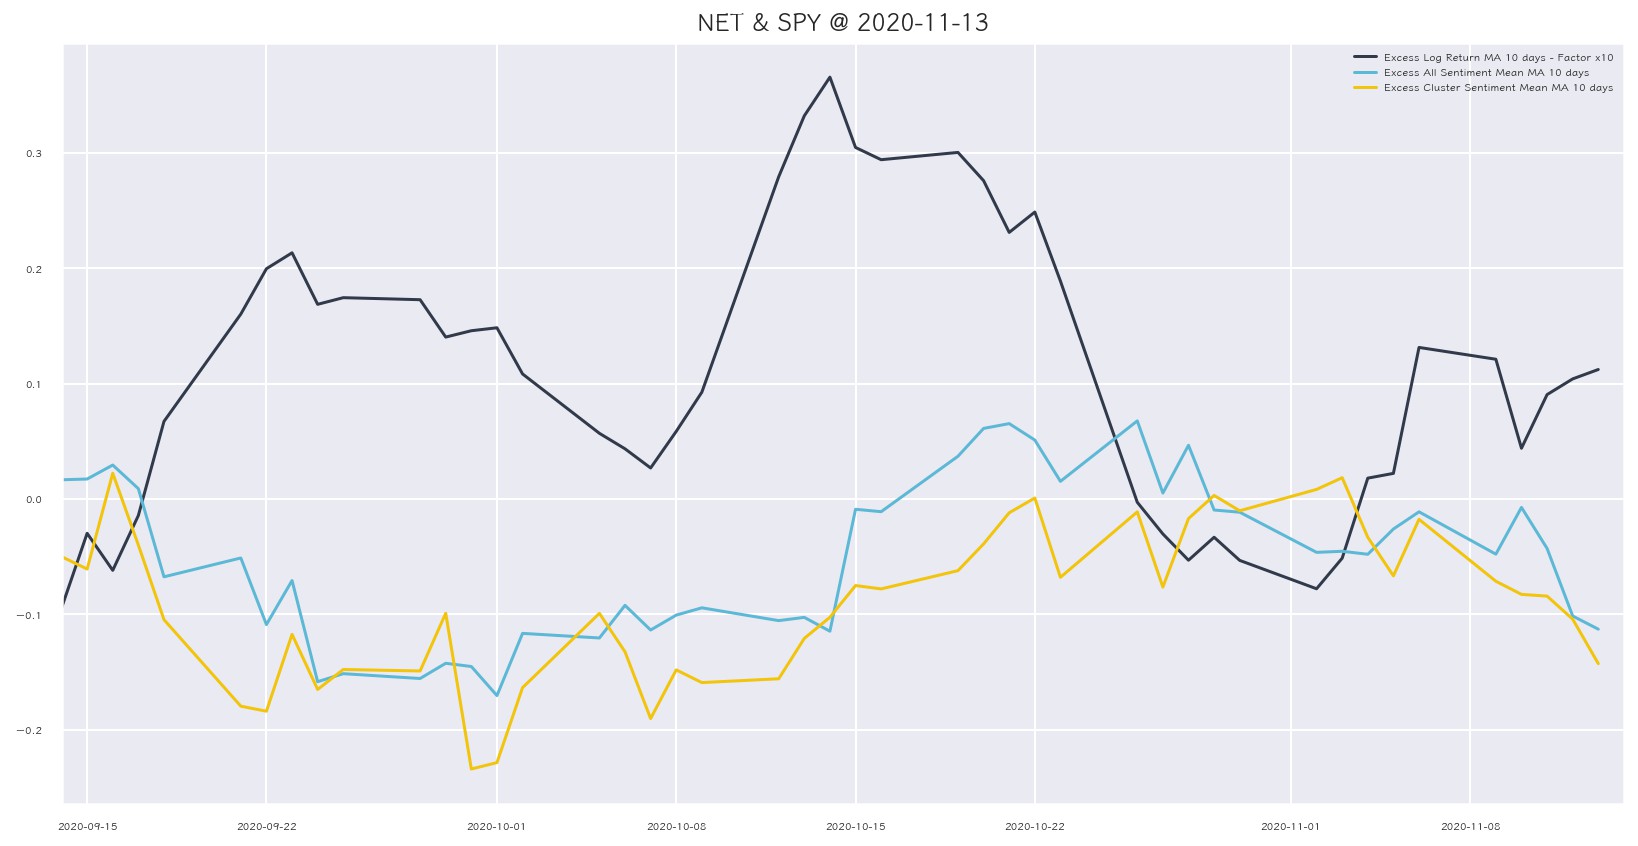 NET & SPY @ 2020-11-13
Excess Log Return MA 10 days - Factor x10
Excess All Sentiment Mean MA 10 days
Excess Cluster Sentiment Mean MA 10 days
0.3
0.2
0.1
0.0
−0.1
−0.2
2020-09-15 2020-09-22 2020-10-01 2020-10-08 2020-10-15 2020-10-22 2020-11-01 2020-11-08